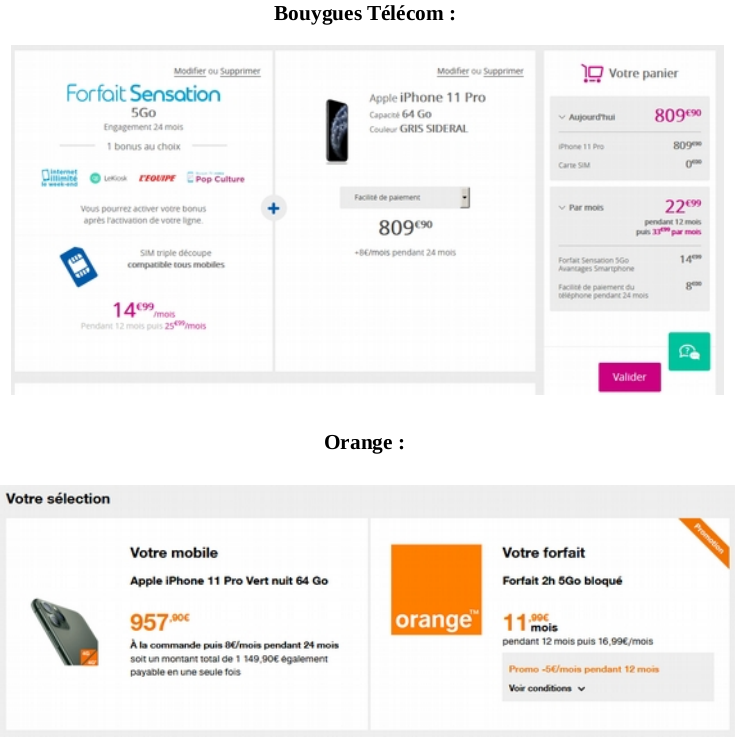 Bouygues Télécom :
Modifier ou Supprimer
Forfait Sensation
5Go
Engagement 24 mois
1 bonus au choix
internet
illimité
le week-end
LeKiosk
L'EQUIPE
Pop Culture
Vous pourrez activer votre bonus
après l'activation de votre ligne.
SIM triple découpe
compatible tous mobiles
14€99/mois
Pendant 12 mois puis 25€99/mois
+
Modifier ou Supprimer
Apple iPhone 11 Pro
Capacité 64 Go
Couleur GRIS SIDERAL
Facilité de paiement
809€90
+8€/mois pendant 24 mois
Votre panier
Aujourd'hui 809€90
iPhone 11 Pro 809€90
Carte SIM 0€00
Par mois 22€99
pendant 12 mois
puis 33€99 par mois
Forfait Sensation 5Go 14€99
Avantages Smartphone
Facilité de paiement du 8€00
téléphone pendant 24 mois
Valider
Orange :
Votre sélection
Votre mobile
Apple iPhone 11 Pro Vert nuit 64 Go
957,90€
À la commande puis 8€/mois pendant 24 mois
soit un montant total de 1 149,90€ également
payable en une seule fois
Promotion
orange™
Votre forfait
Forfait 2h 5Go bloqué
11,99€
mois
pendant 12 mois puis 16,99€/mois
Promo -5€/mois pendant 12 mois
Voir conditions